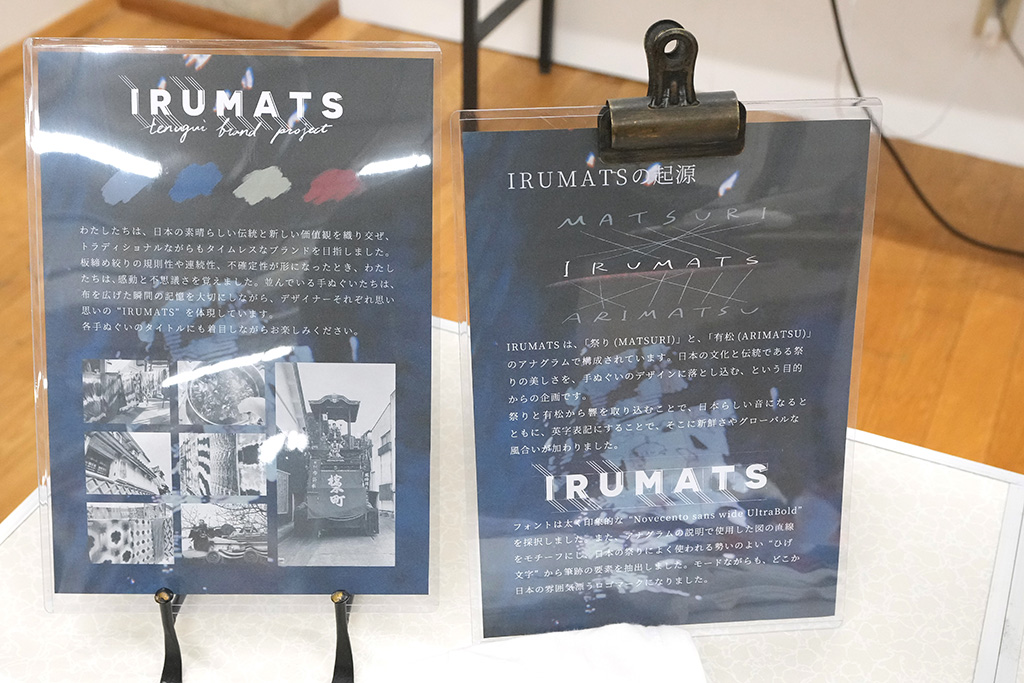 IRUMATS
tenugui brand project
わたしたちは、日本の素晴らしい伝統と新しい価値観を織り交ぜ、
トラディショナルながらもタイムレスなブランドを目指しました。
板締め絞りの規則性や連続性、不確定性が形になったとき、わたし
たちは、感動と不思議さを覚えました。並んでいる手ぬぐいたちは、
布を広げた瞬間の記憶を大切にしながら、デザイナーそれぞれ思い
思いの “IRUMATS” を体現しています。
各手ぬぐいのタイトルにも着目しながらお楽しみください。
IRUMATSの起源
MATSURI
IRUMATS
ARIMATSU
IRUMATS は、「祭り (MATSURI)」と、「有松 (ARIMATSU)」
のアナグラムで構成されています。日本の文化と伝統である祭
りの美しさを、手ぬぐいのデザインに落とし込む、という目的
からの企画です。
祭りと有松から響を取り込むことで、日本らしい音になると
ともに、英字表記にすることで、そこに新鮮さやグローバルな
風合いが加わりました。
IRUMATS
フォントは太く印象的な “Novecento sans wide UltraBold”
を採択しました。また、アナグラムの説明で使用した図の直線
をモチーフにし、日本の祭りによく使われる勢いのよい “ひげ
文字” から筆跡の要素を抽出しました。モードながらも、どこか
日本の雰囲気漂うロゴマークになりました。